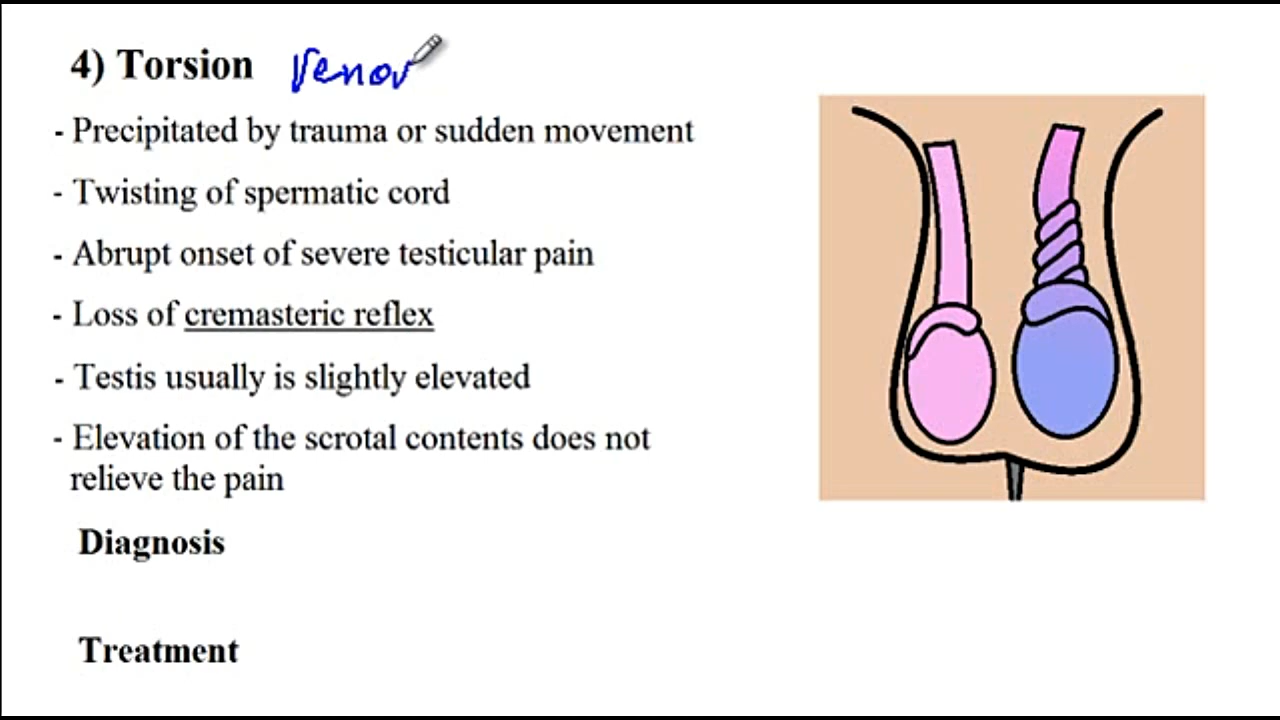 4) Torsion Venov
- Precipitated by trauma or sudden movement
- Twisting of spermatic cord
- Abrupt onset of severe testicular pain
- Loss of cremasteric reflex
- Testis usually is slightly elevated
- Elevation of the scrotal contents does not
relieve the pain
Diagnosis
Treatment